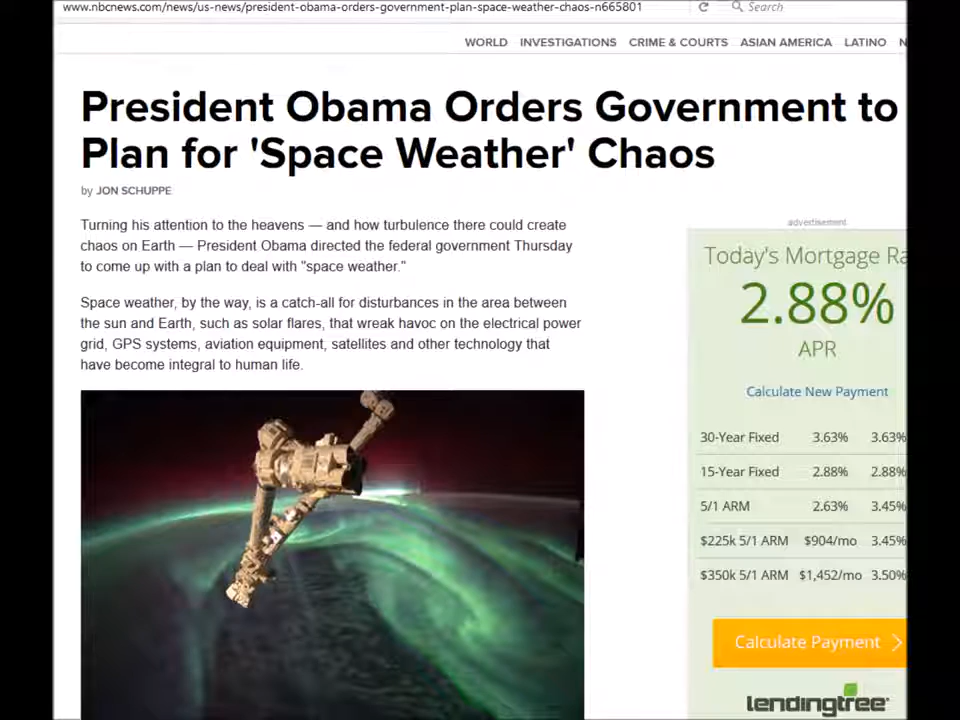 www.nbcnews.com/news/us-news/president-obama-orders-government-plan-space-weather-chaos-n665801
Search
WORLD INVESTIGATIONS CRIME & COURTS ASIAN AMERICA LATINO N
President Obama Orders Government to
Plan for 'Space Weather' Chaos
by JON SCHUPPE
Turning his attention to the heavens — and how turbulence there could create
chaos on Earth — President Obama directed the federal government Thursday
to come up with a plan to deal with "space weather."
Space weather, by the way, is a catch-all for disturbances in the area between
the sun and Earth, such as solar flares, that wreak havoc on the electrical power
grid, GPS systems, aviation equipment, satellites and other technology that
have become integral to human life.
advertisement
Today's Mortgage Ra
2.88%
APR
Calculate New Payment
30-Year Fixed 3.63% 3.63%
15-Year Fixed 2.88% 2.88%
5/1 ARM 2.63% 3.45%
$225k 5/1 ARM $904/mo 3.45%
$350k 5/1 ARM $1,452/mo 3.50%
Calculate Payment
lendingtree